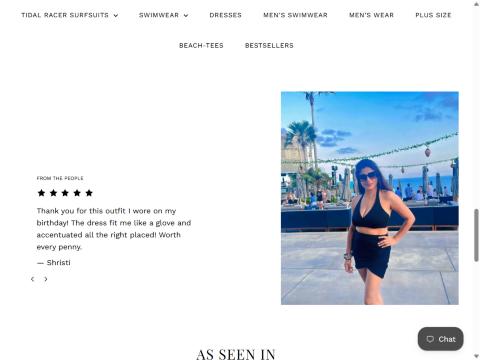 TIDAL RACER SURFSUITS SWIMWEAR DRESSES MEN'S SWIMWEAR MEN'S WEAR PLUS SIZE
BEACH-TEES BESTSELLERS
FROM THE PEOPLE
Thank you for this outfit I wore on my
birthday! The dress fit me like a glove and
accentuated all the right placed! Worth
every penny.
— Shristi
AS SEEN IN
Chat